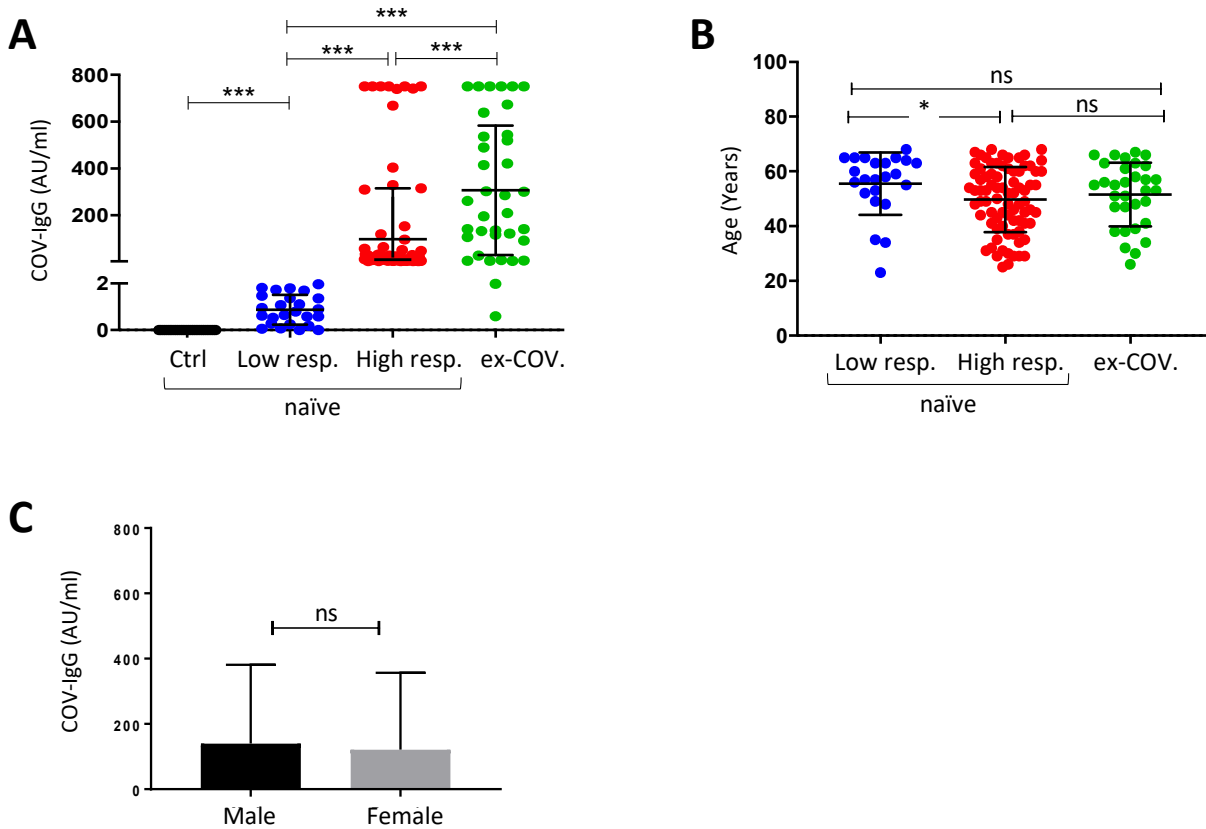 A
***
***
***
***
COV-IgG (AU/ml)
800
600
400
200
2
0
Ctrl Low resp. High resp. ex-COV.
naïve
B
ns
*
ns
Age (Years)
100
80
60
40
20
0
Low resp. High resp. ex-COV.
naïve
C
COV-IgG (AU/ml)
800
600
400
200
0
ns
Male Female